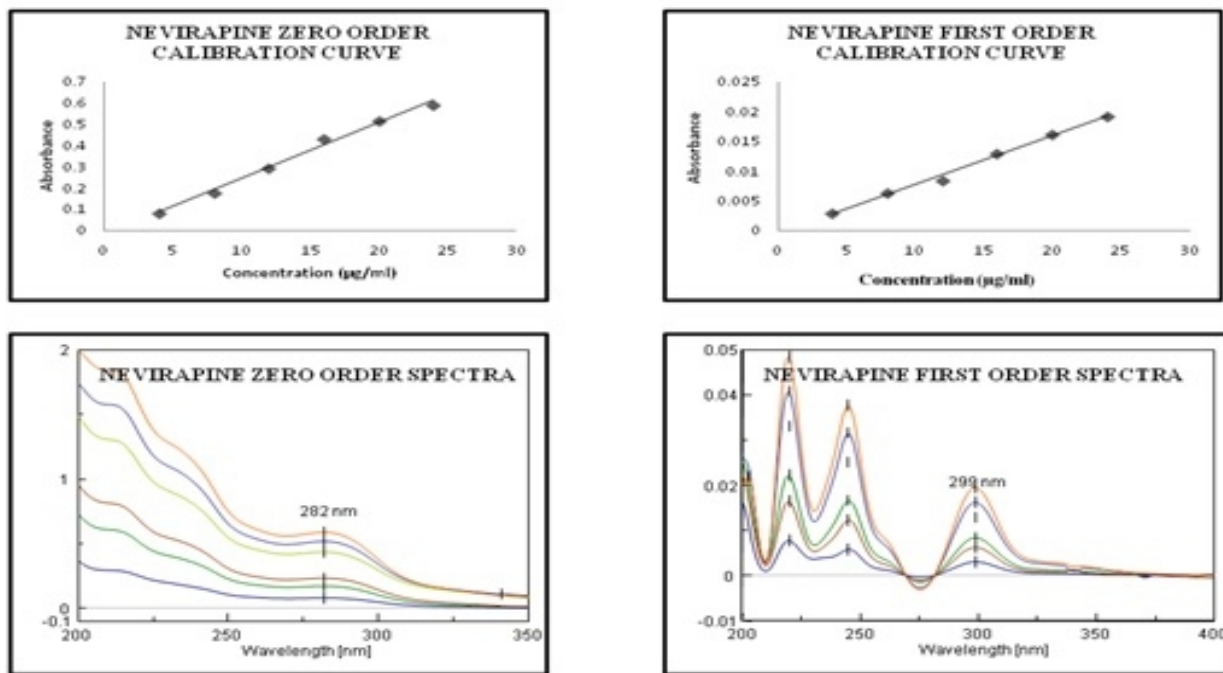 NEVIRAPINE ZERO ORDER
CALIBRATION CURVE
0.7
0.6
0.5
0.4
0.3
0.2
0.1
0
Absorbance
0 5 10 15 20 25 30
Concentration (µg/ml)
NEVIRAPINE FIRST ORDER
CALIBRATION CURVE
0.025
0.02
0.015
0.01
0.005
0
Absorbance
0 5 10 15 20 25 30
Concentration (µg/ml)
NEVIRAPINE ZERO ORDER SPECTRA
2
1
0
-0.1
282 nm
200 250 300 350
Wavelength [nm]
NEVIRAPINE FIRST ORDER SPECTRA
0.05
0.04
0.02
0
-0.01
299 nm
200 250 300 350 400
Wavelength [nm]